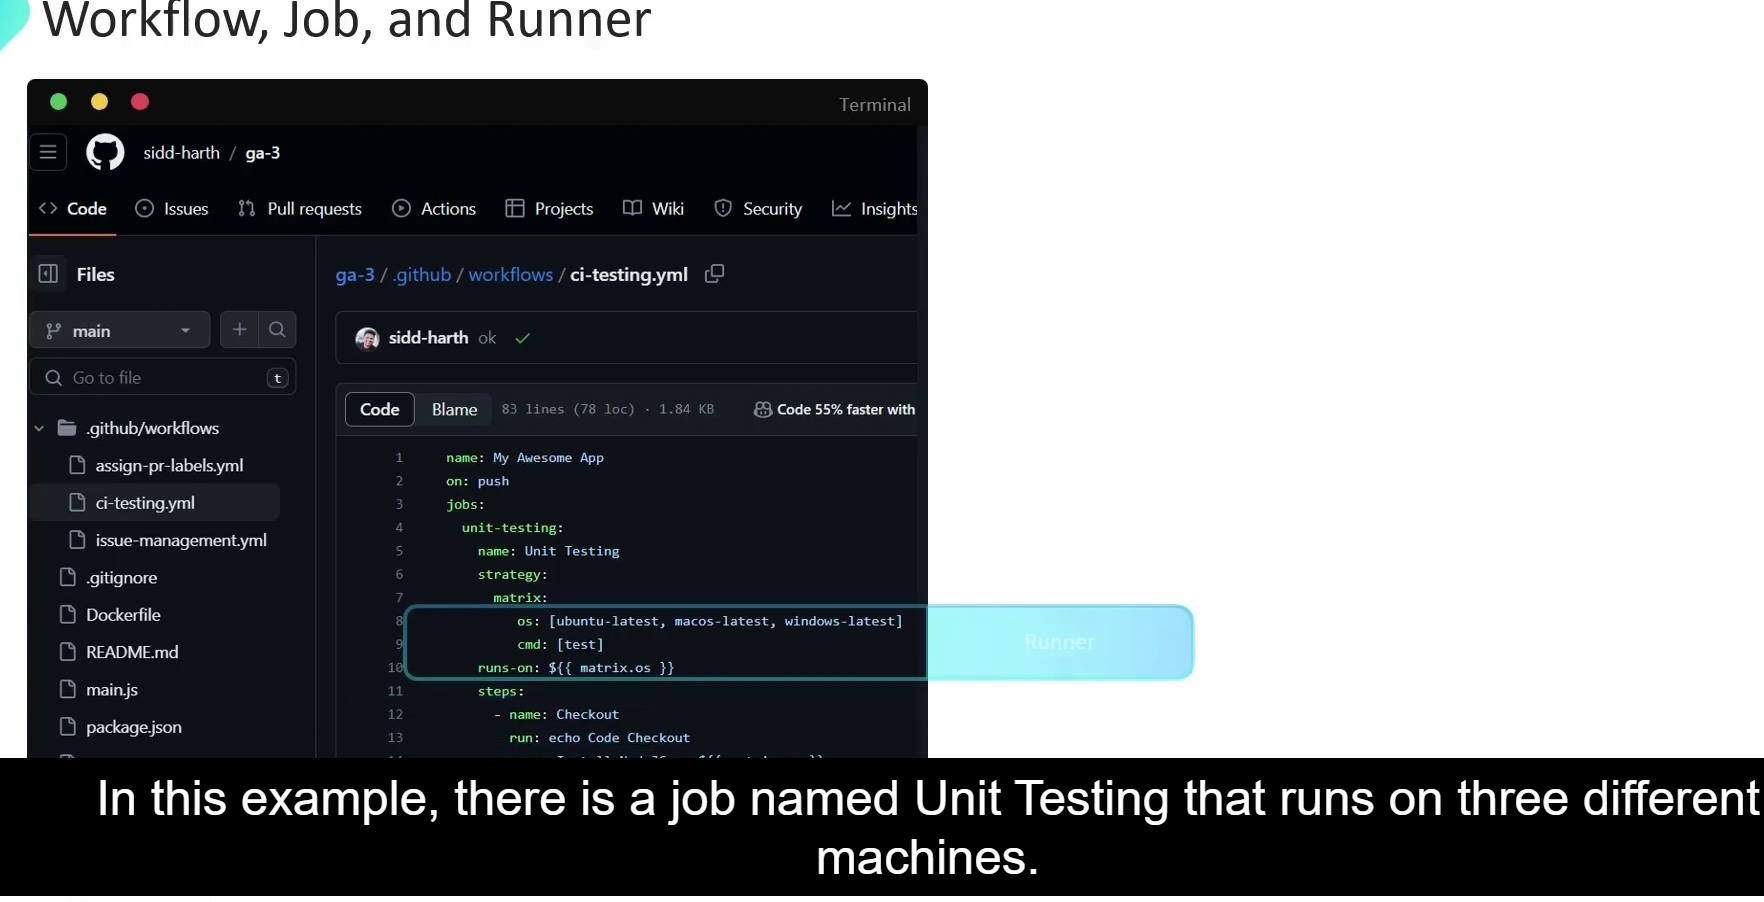 Workflow, Job, and Runner
Terminal
sidd-harth / ga-3
Code Issues Pull requests Actions Projects Wiki Security Insights
Files
ga-3 / .github / workflows / ci-testing.yml
main
sidd-harth ok
Go to file t
Code Blame 83 lines (78 loc) · 1.84 KB Code 55% faster with
.github/workflows
assign-pr-labels.yml
ci-testing.yml
issue-management.yml
.gitignore
Dockerfile
README.md
main.js
package.json
1 name: My Awesome App
2 on: push
3 jobs:
4 unit-testing:
5 name: Unit Testing
6 strategy:
7 matrix:
8 os: [ubuntu-latest, macos-latest, windows-latest]
9 cmd: [test]
10 runs-on: ${{ matrix.os }}
11 steps:
12 - name: Checkout
13 run: echo Code Checkout
Runner
In this example, there is a job named Unit Testing that runs on three different
machines.